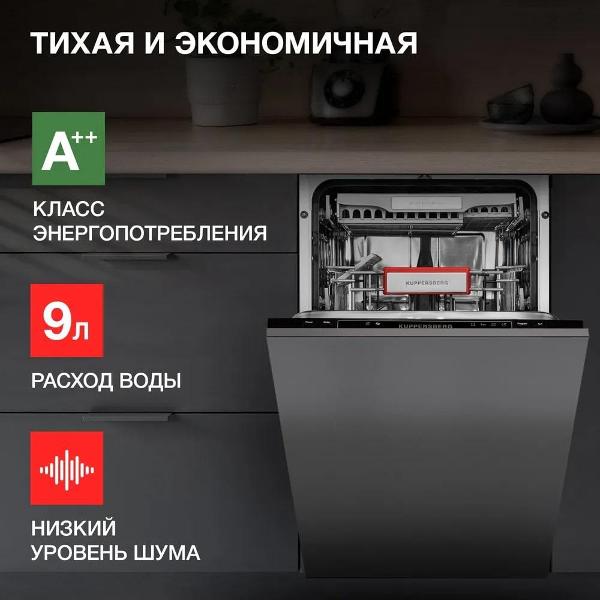 ТИХАЯ И ЭКОНОМИЧНАЯ
A++
КЛАСС
ЭНЕРГОПОТРЕБЛЕНИЯ
KUPPERSBERG
9л
KUPPERSBERG
РАСХОД ВОДЫ
НИЗКИЙ
УРОВЕНЬ ШУМА